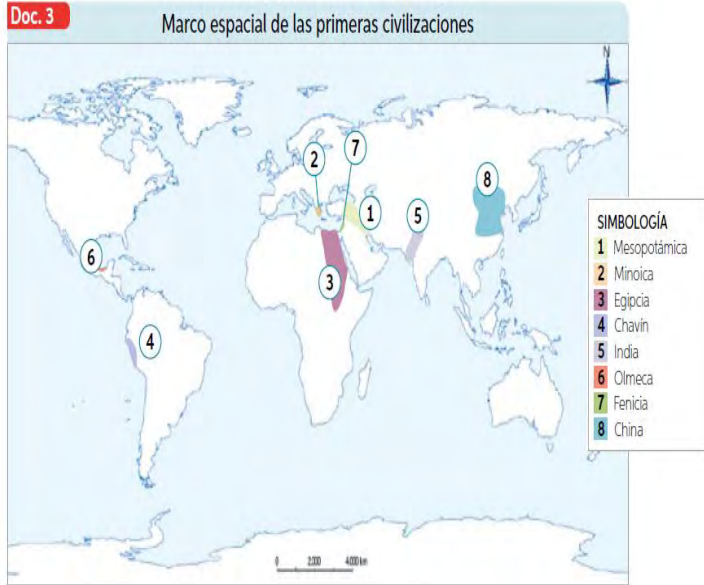 Doc. 3
Marco espacial de las primeras civilizaciones
N
7
2
8
1
5
6
3
4
SIMBOLOGÍA
1 Mesopotámica
2 Minoica
3 Egipcia
4 Chavín
5 India
6 Olmeca
7 Fenicia
8 China
0 2.000 4.000 km